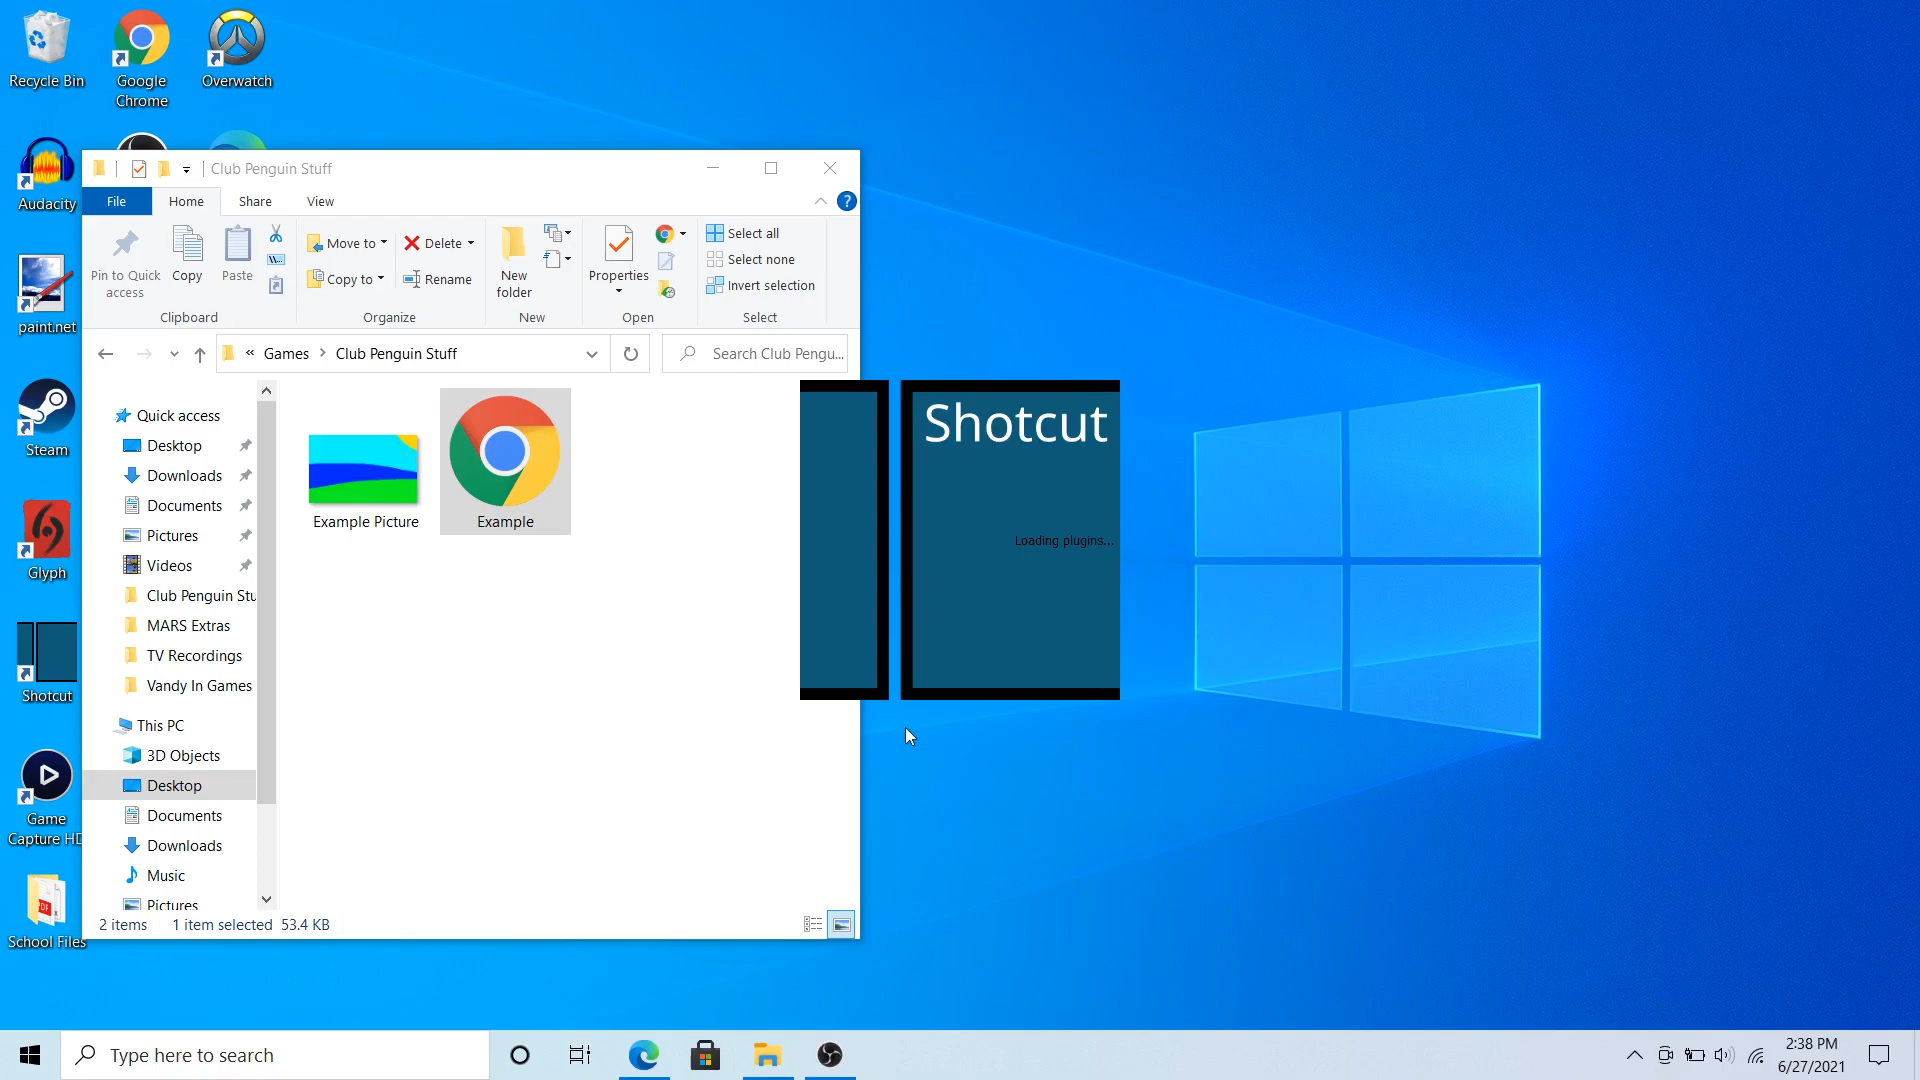 Recycle Bin
Google
Chrome
Overwatch
Audacity
paint.net
Steam
Glyph
Shotcut
Game
Capture HD
School Files
Club Penguin Stuff
File
Home
Share
View
?
Pin to Quick
access
Copy
Paste
Clipboard
Move to
Copy to
Delete
Rename
Organize
New
folder
New
Properties
Open
Select all
Select none
Invert selection
Select
« Games > Club Penguin Stuff
Search Club Pengu...
Quick access
Desktop
Downloads
Documents
Pictures
Videos
Club Penguin Stu
MARS Extras
TV Recordings
Vandy In Games
This PC
3D Objects
Desktop
Documents
Downloads
Music
Pictures
Example Picture
Example
2 items
1 item selected 53.4 KB
Shotcut
Loading plugins...
Type here to search
2:38 PM
6/27/2021